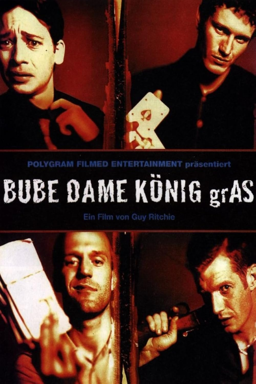 POLYGRAM FILMED ENTERTAINMENT präsentiert
BUBE DAME KÖNIG grAS
Ein Film von Guy Ritchie